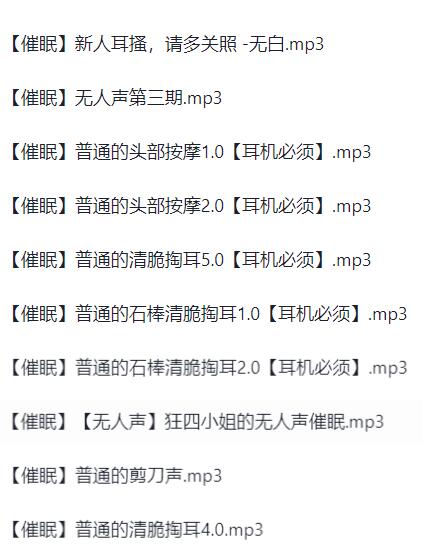 【催眠】新人耳搔，请多关照 -无白.mp3
【催眠】无人声第三期.mp3
【催眠】普通的头部按摩1.0【耳机必须】.mp3
【催眠】普通的头部按摩2.0【耳机必须】.mp3
【催眠】普通的清脆掏耳5.0【耳机必须】.mp3
【催眠】普通的石棒清脆掏耳1.0【耳机必须】.mp3
【催眠】普通的石棒清脆掏耳2.0【耳机必须】.mp3
【催眠】【无人声】狂四小姐的无人声催眠.mp3
【催眠】普通的剪刀声.mp3
【催眠】普通的清脆掏耳4.0.mp3